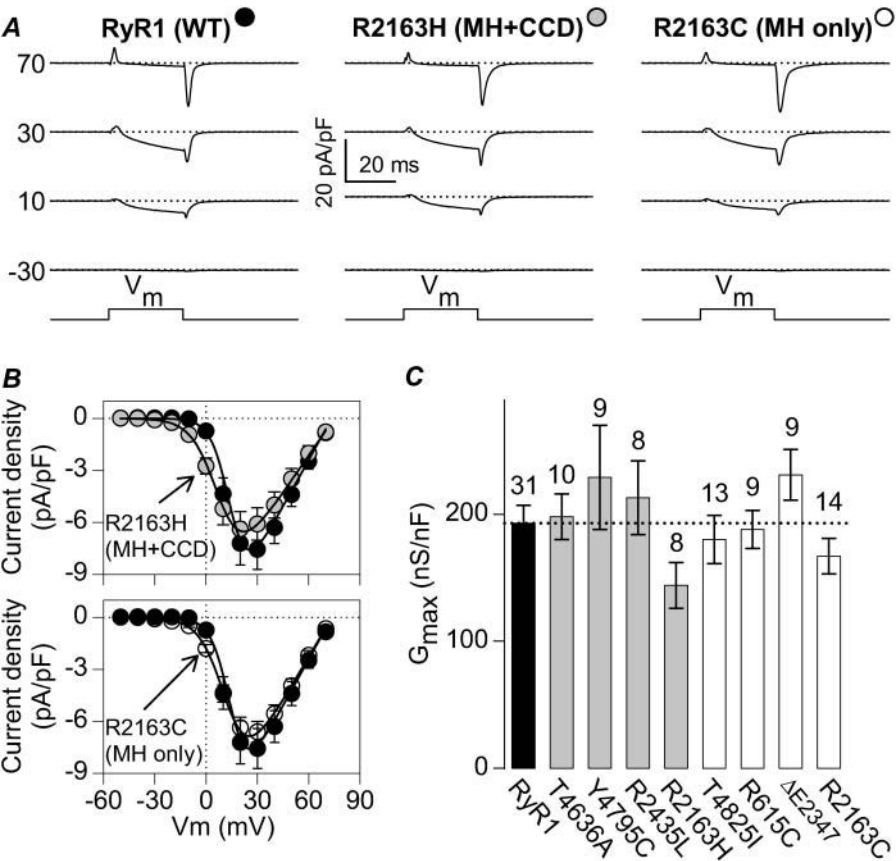 A
RyR1 (WT)
R2163H (MH+CCD)
R2163C (MH only)
70
30
10
-30
20 pA/pF
20 ms
Vm
Vm
Vm
B
Current density
(pA/pF)
0
-3
-6
-9
R2163H
(MH+CCD)
Current density
(pA/pF)
0
-3
-6
-9
R2163C
(MH only)
-60 -30 0 30 60 90
Vm (mV)
C
Gmax (nS/nF)
200
100
0
31
10
9
8
8
13
9
9
14
RyR1
T4636A
Y4795C
R2435L
R2163H
T4825I
R615C
ΔE2347
R2163C